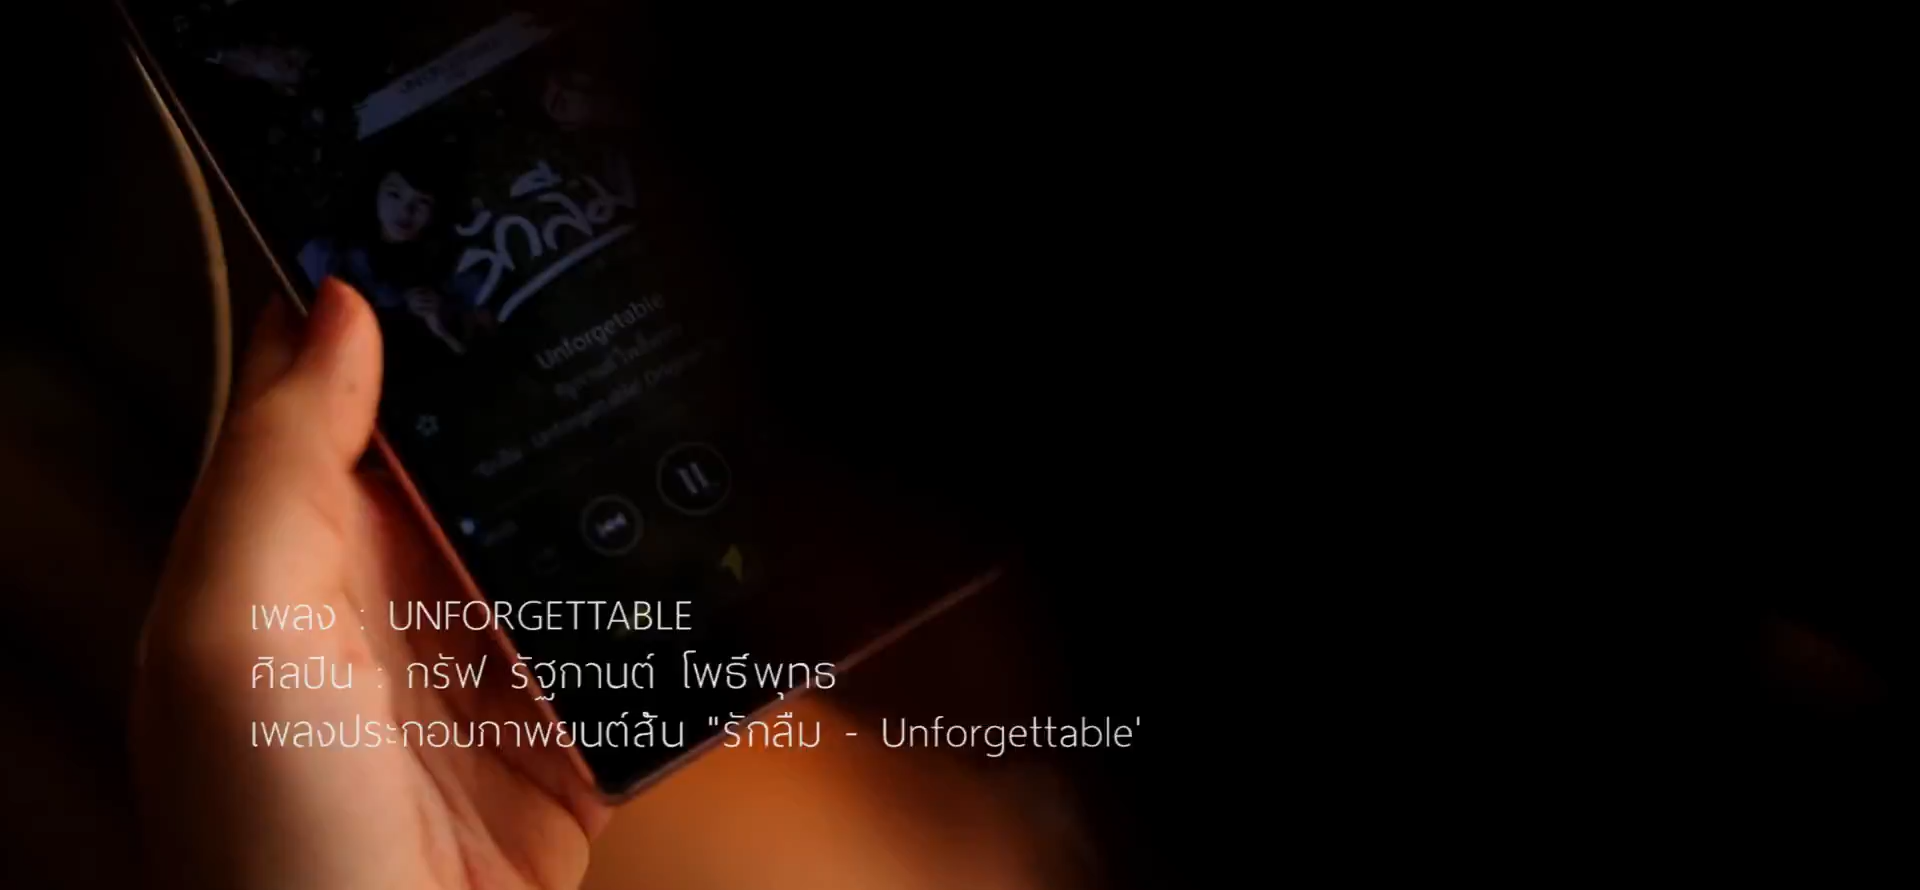 รักลืม
Unforgetable
เพลง : UNFORGETTABLE
ศิลปิน : กรัฟ รัฐกานต์ โพธิ์พุทธ
เพลงประกอบภาพยนต์สั้น "รักลืม - Unforgettable'